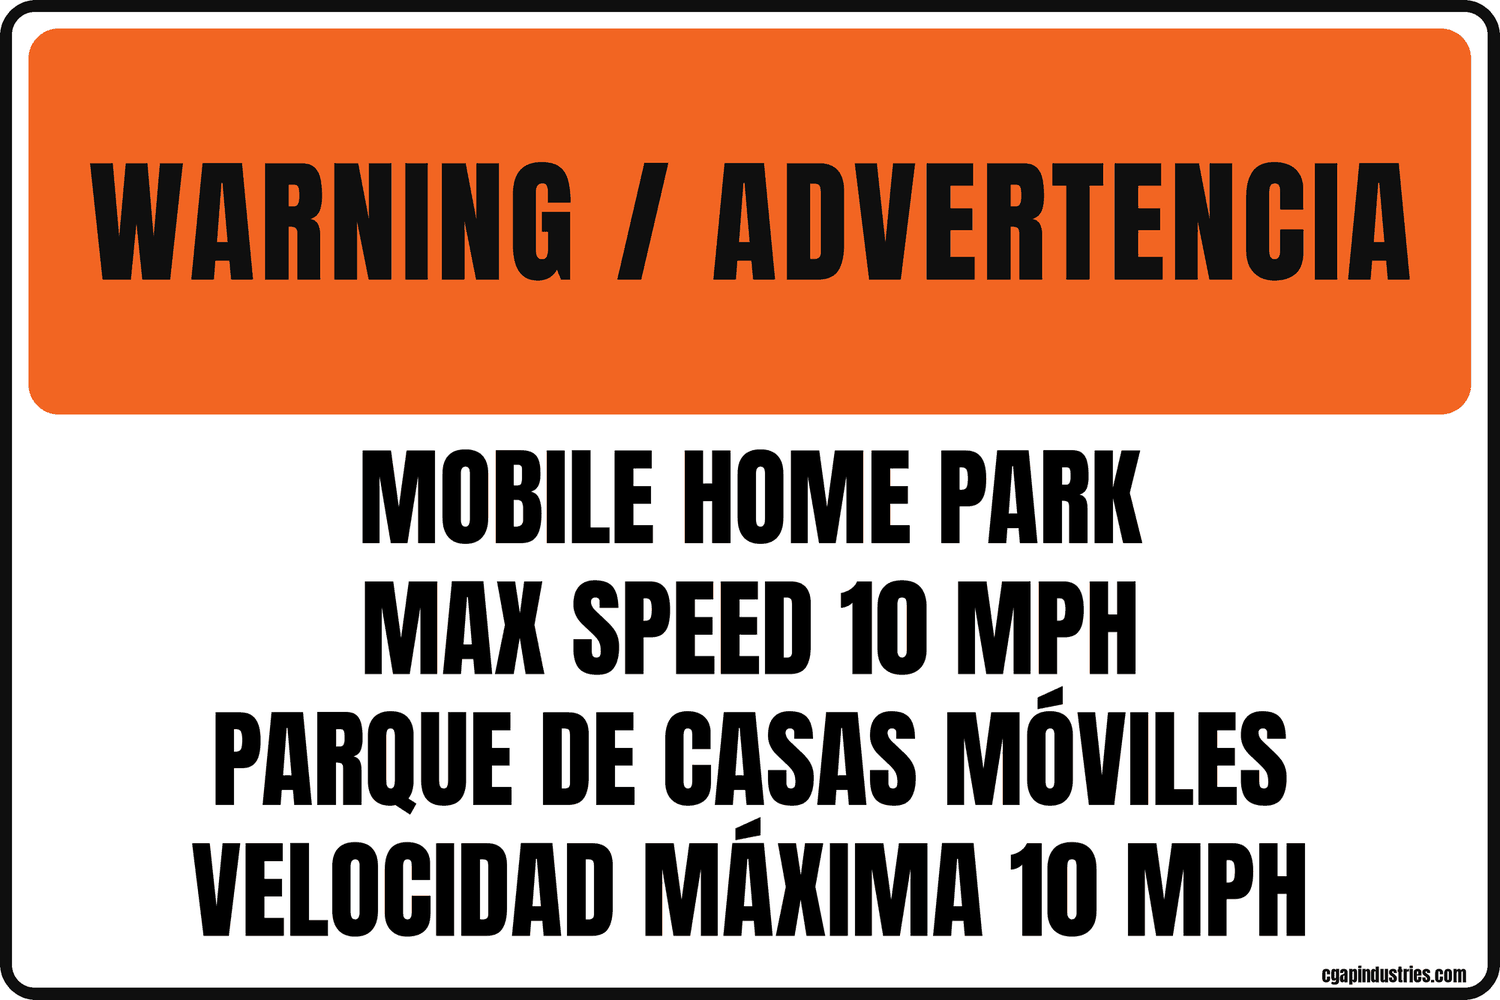 WARNING / ADVERTENCIA
MOBILE HOME PARK
MAX SPEED 10 MPH
PARQUE DE CASAS MÓVILES
VELOCIDAD MÁXIMA 10 MPH
cgapindustries.com